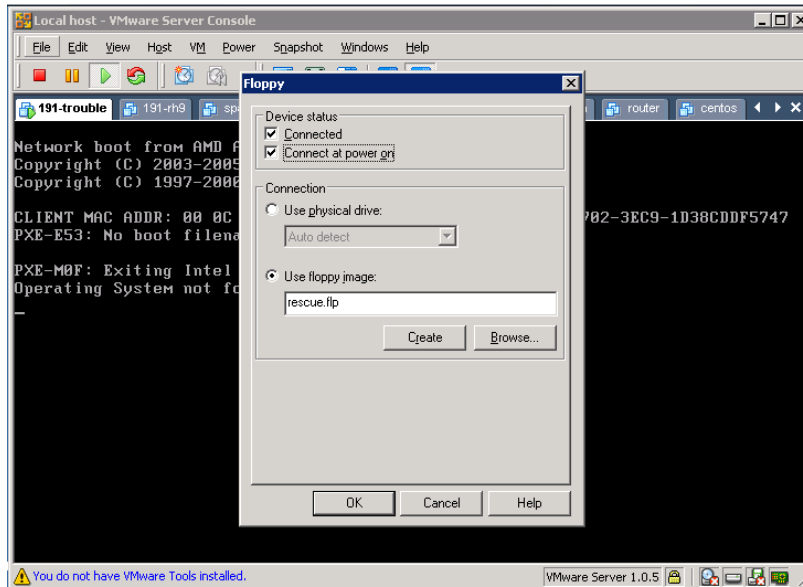 Local host - VMware Server Console
File Edit View Host VM Power Snapshot Windows Help
191-trouble 191-rh9 router centos
Floppy
Device status
Connected
Connect at power on
Connection
Use physical drive:
Auto detect
Use floppy image:
rescue.flp
Create Browse...
OK Cancel Help
Network boot from AMD
Copyright (C) 2003-2005
Copyright (C) 1997-2000
CLIENT MAC ADDR: 00 0C 702-3EC9-1D38CDDF5747
PXE-E53: No boot
PXE-M0F: Exiting Intel
Operating System not
You do not have VMware Tools installed. VMware Server 1.0.5